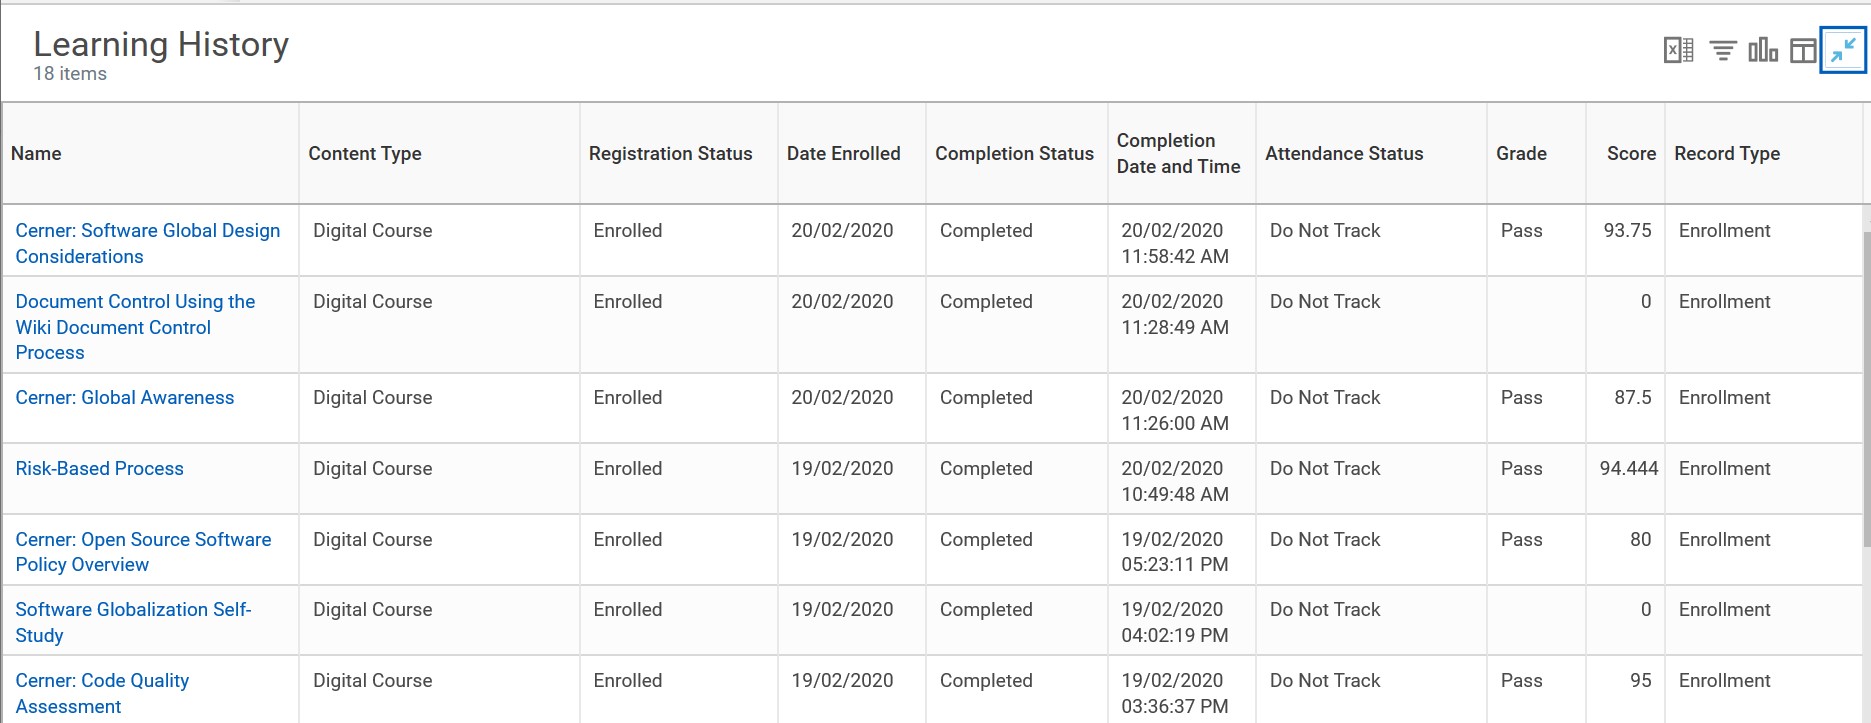 Learning History
18 items
Name Content Type Registration Status Date Enrolled Completion Status Completion Date and Time Attendance Status Grade Score Record Type
Cerner: Software Global Design Considerations Digital Course Enrolled 20/02/2020 Completed 20/02/2020 11:58:42 AM Do Not Track Pass 93.75 Enrollment
Document Control Using the Wiki Document Control Process Digital Course Enrolled 20/02/2020 Completed 20/02/2020 11:28:49 AM Do Not Track 0 Enrollment
Cerner: Global Awareness Digital Course Enrolled 20/02/2020 Completed 20/02/2020 11:26:00 AM Do Not Track Pass 87.5 Enrollment
Risk-Based Process Digital Course Enrolled 19/02/2020 Completed 20/02/2020 10:49:48 AM Do Not Track Pass 94.444 Enrollment
Cerner: Open Source Software Policy Overview Digital Course Enrolled 19/02/2020 Completed 19/02/2020 05:23:11 PM Do Not Track Pass 80 Enrollment
Software Globalization Self-Study Digital Course Enrolled 19/02/2020 Completed 19/02/2020 04:02:19 PM Do Not Track 0 Enrollment
Cerner: Code Quality Assessment Digital Course Enrolled 19/02/2020 Completed 19/02/2020 03:36:37 PM Do Not Track Pass 95 Enrollment